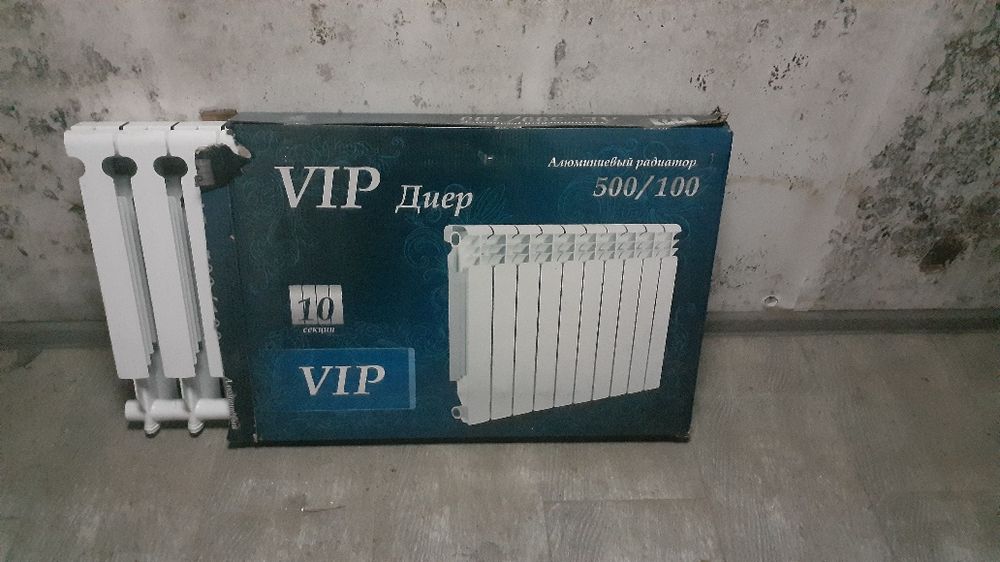 VIP Диер
Алюминиевый радиатор
500/100
10
секции
VIP